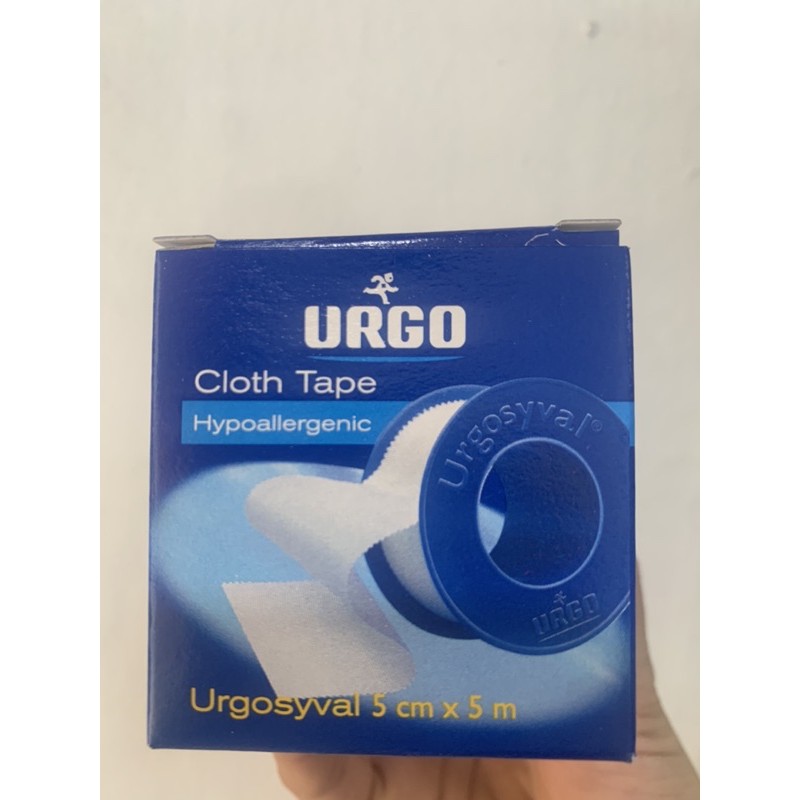 URGO
Cloth Tape
Hypoallergenic
Urgosyval®
URGO
Urgosyval 5 cm x 5 m